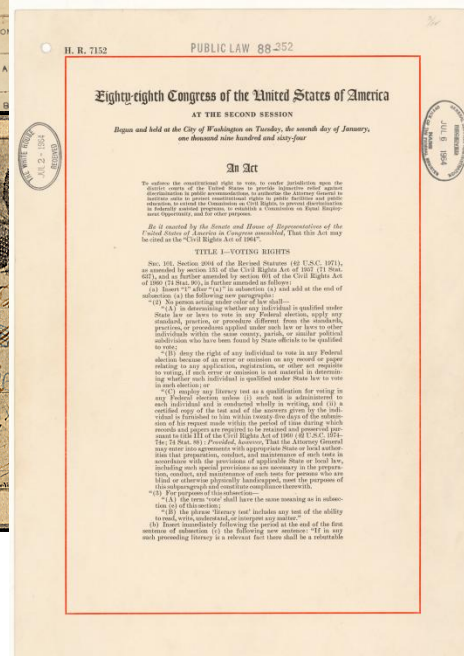 H. R. 7152
PUBLIC LAW 88-352
Eighty-eighth Congress of the United States of America
AT THE SECOND SESSION
Begun and held at the City of Washington on Tuesday, the seventh day of January,
one thousand nine hundred and sixty-four
An Act
To enforce the constitutional right to vote, to confer jurisdiction upon the
district courts of the United States to provide injunctive relief against
discrimination in public accommodations, to authorize the Attorney General to
institute suits to protect constitutional rights in public facilities and public
education, to extend the Commission on Civil Rights, to prevent discrimination
in federally assisted programs, to establish a Commission on Equal Employ-
ment Opportunity, and for other purposes.
Be it enacted by the Senate and House of Representatives of the
United States of America in Congress assembled, That this Act may
be cited as the "Civil Rights Act of 1964".
TITLE I—VOTING RIGHTS
SEC. 101. Section 2004 of the Revised Statutes (42 U.S.C. 1971),
as amended by section 131 of the Civil Rights Act of 1957 (71 Stat.
637), and as further amended by section 601 of the Civil Rights Act
of 1960 (74 Stat. 90), is further amended as follows:
(a) Insert "1" after "(a)" in subsection (a) and add at the end of
subsection (a) the following new paragraphs:
"(2) No person acting under color of law shall—
"(A) in determining whether any individual is qualified under
State law or laws to vote in any Federal election, apply any
standard, practice, or procedure different from the standards,
practices, or procedures applied under such law or laws to other
individuals within the same county, parish, or similar political
subdivision who have been found by State officials to be qualified
to vote;
"(B) deny the right of any individual to vote in any Federal
election because of an error or omission on any record or paper
relating to any application, registration, or other act requisite
to voting, if such error or omission is not material in determin-
ing whether such individual is qualified under State law to vote
in such election; or
"(C) employ any literacy test as a qualification for voting in
any Federal election unless (i) such test is administered to
each individual and is conducted wholly in writing, and (ii) a
certified copy of the test and of the answers given by the indi-
vidual is furnished to him within twenty-five days of the submis-
sion of his request made within the period of time during which
records and papers are required to be retained and preserved pur-
suant to title III of the Civil Rights Act of 1960 (42 U.S.C. 1974–
74e; 74 Stat. 88): Provided, however, That the Attorney General
may enter into agreements with appropriate State or local author-
ities that preparation, conduct, and maintenance of such tests in
accordance with the provisions of applicable State or local law,
including such special provisions as are necessary in the prepara-
tion, conduct, and maintenance of such tests for persons who are
blind or otherwise physically handicapped, meet the purposes of
this subparagraph and constitute compliance therewith.
"(3) For purposes of this subsection—
"(A) the term 'vote' shall have the same meaning as in subsec-
tion (e) of this section;
"(B) the phrase 'literacy test' includes any test of the ability
to read, write, understand, or interpret any matter."
(b) Insert immediately following the period at the end of the first
sentence of subsection (c) the following new sentence: "If in any
such proceeding literacy is a relevant fact there shall be a rebuttable
THE WHITE HOUSE
JUL 2 - 1964
RECEIVED
JUL 6 1964